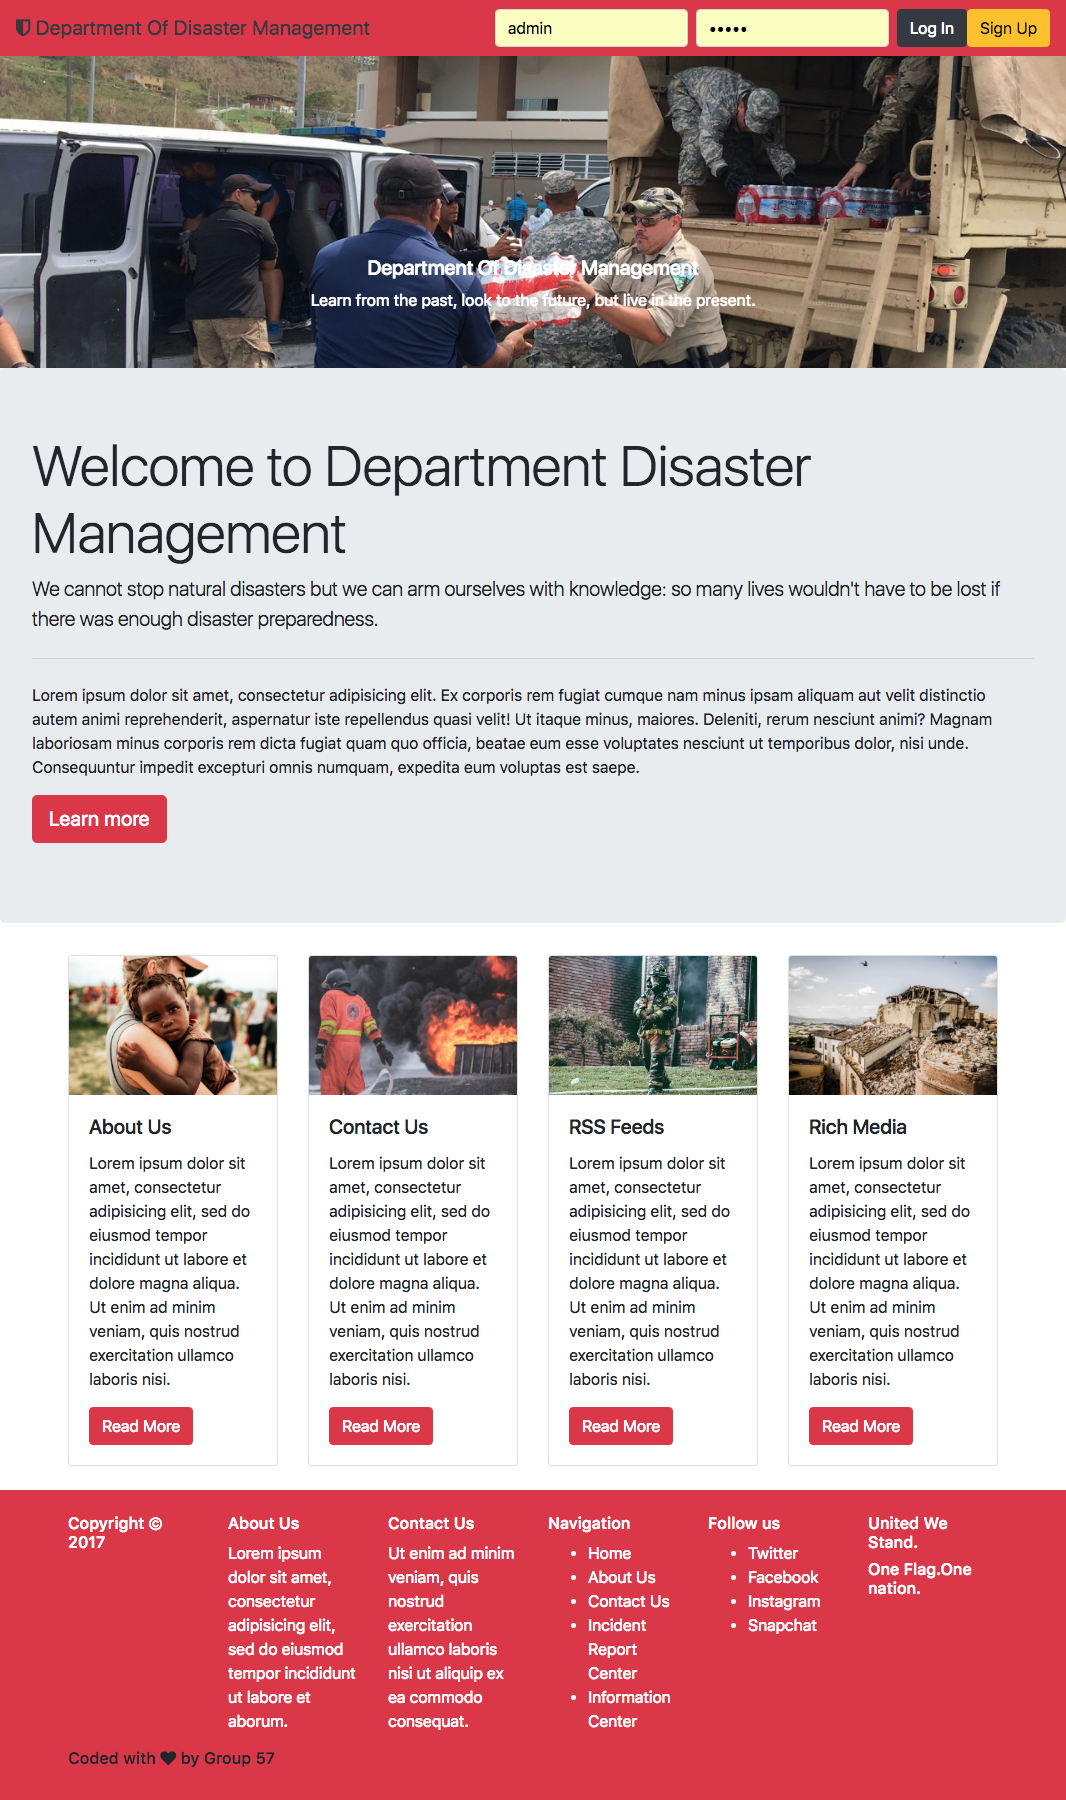 Department Of Disaster Management
admin
•••••
Log In
Sign Up
Department Of Disaster Management
Learn from the past, look to the future, but live in the present.
Welcome to Department Disaster
Management
We cannot stop natural disasters but we can arm ourselves with knowledge: so many lives wouldn't have to be lost if
there was enough disaster preparedness.
Lorem ipsum dolor sit amet, consectetur adipisicing elit. Ex corporis rem fugiat cumque nam minus ipsam aliquam aut velit distinctio
autem animi reprehenderit, aspernatur iste repellendus quasi velit! Ut itaque minus, maiores. Deleniti, rerum nesciunt animi? Magnam
laboriosam minus corporis rem dicta fugiat quam quo officia, beatae eum esse voluptates nesciunt ut temporibus dolor, nisi unde.
Consequuntur impedit excepturi omnis numquam, expedita eum voluptas est saepe.
Learn more
About Us
Lorem ipsum dolor sit
amet, consectetur
adipisicing elit, sed do
eiusmod tempor
incididunt ut labore et
dolore magna aliqua.
Ut enim ad minim
veniam, quis nostrud
exercitation ullamco
laboris nisi.
Read More
Contact Us
Lorem ipsum dolor sit
amet, consectetur
adipisicing elit, sed do
eiusmod tempor
incididunt ut labore et
dolore magna aliqua.
Ut enim ad minim
veniam, quis nostrud
exercitation ullamco
laboris nisi.
Read More
RSS Feeds
Lorem ipsum dolor sit
amet, consectetur
adipisicing elit, sed do
eiusmod tempor
incididunt ut labore et
dolore magna aliqua.
Ut enim ad minim
veniam, quis nostrud
exercitation ullamco
laboris nisi.
Read More
Rich Media
Lorem ipsum dolor sit
amet, consectetur
adipisicing elit, sed do
eiusmod tempor
incididunt ut labore et
dolore magna aliqua.
Ut enim ad minim
veniam, quis nostrud
exercitation ullamco
laboris nisi.
Read More
Copyright ©
2017
About Us
Lorem ipsum
dolor sit amet,
consectetur
adipisicing elit,
sed do eiusmod
tempor incididunt
ut labore et
aborum.
Contact Us
Ut enim ad minim
veniam, quis
nostrud
exercitation
ullamco laboris
nisi ut aliquip ex
ea commodo
consequat.
Navigation
• Home
• About Us
• Contact Us
• Incident
Report
Center
• Information
Center
Follow us
• Twitter
• Facebook
• Instagram
• Snapchat
United We
Stand.
One Flag.One
nation.
Coded with ♥ by Group 57